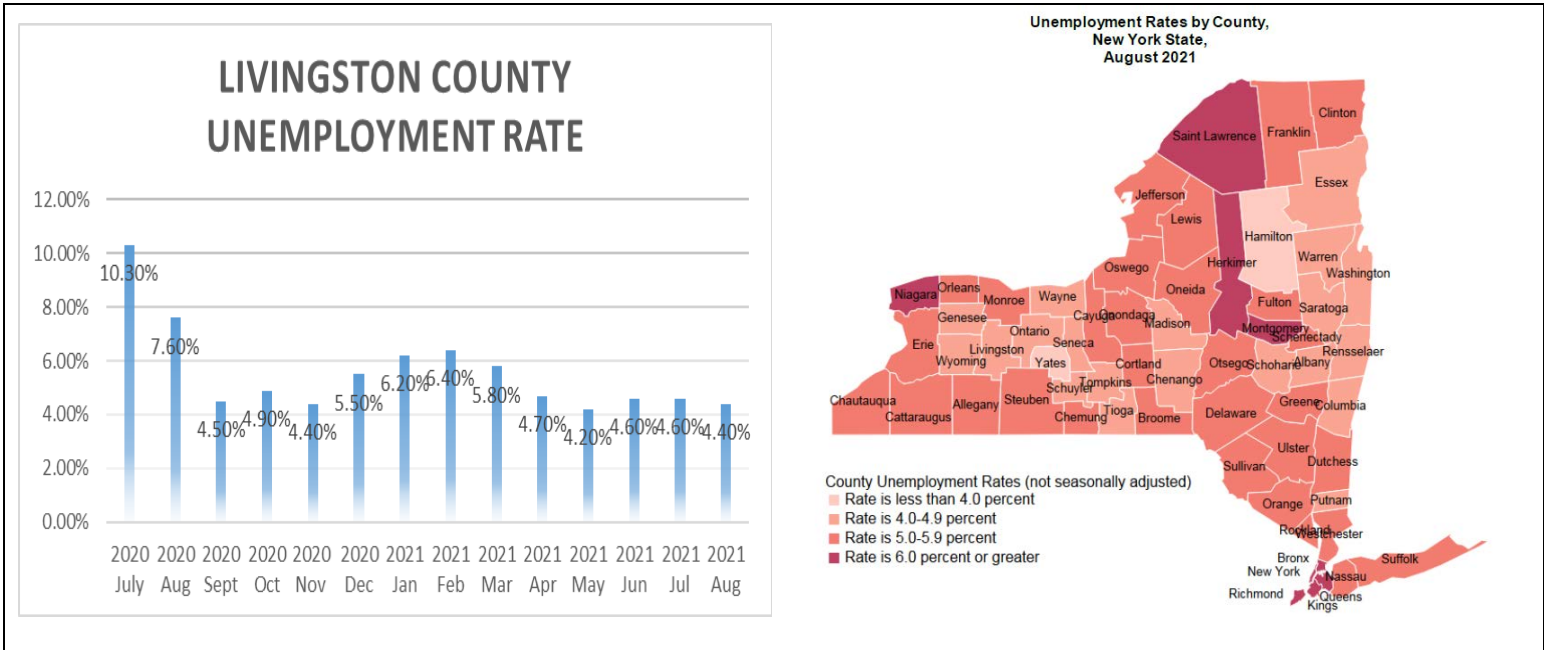 LIVINGSTON COUNTY
UNEMPLOYMENT RATE
12.00%
10.00%
8.00%
6.00%
4.00%
2.00%
0.00%
10.30%
7.60%
4.50%
4.90%
4.40%
5.50%
6.20%
6.40%
5.80%
4.70%
4.20%
4.60%
4.60%
4.40%
2020 2020 2020 2020 2020 2020 2021 2021 2021 2021 2021 2021 2021 2021
July Aug Sept Oct Nov Dec Jan Feb Mar Apr May Jun Jul Aug
Unemployment Rates by County,
New York State,
August 2021
Clinton
Franklin
Saint Lawrence
Essex
Jefferson
Lewis
Hamilton
Herkimer
Warren
Washington
Oswego
Oneida
Niagara
Orleans
Monroe
Wayne
Fulton
Saratoga
Genesee
Cayuga
Onondaga
Madison
Montgomery
Schenectady
Ontario
Seneca
Erie
Wyoming
Livingston
Yates
Cortland
Otsego
Schoharie
Albany
Rensselaer
Schuyler
Tompkins
Chenango
Chautauqua
Cattaraugus
Allegany
Steuben
Chemung
Tioga
Broome
Delaware
Greene
Columbia
Ulster
Sullivan
Dutchess
Orange
Putnam
Rockland
Westchester
Bronx
New York
Suffolk
Nassau
Richmond
Queens
Kings
County Unemployment Rates (not seasonally adjusted)
Rate is less than 4.0 percent
Rate is 4.0-4.9 percent
Rate is 5.0-5.9 percent
Rate is 6.0 percent or greater